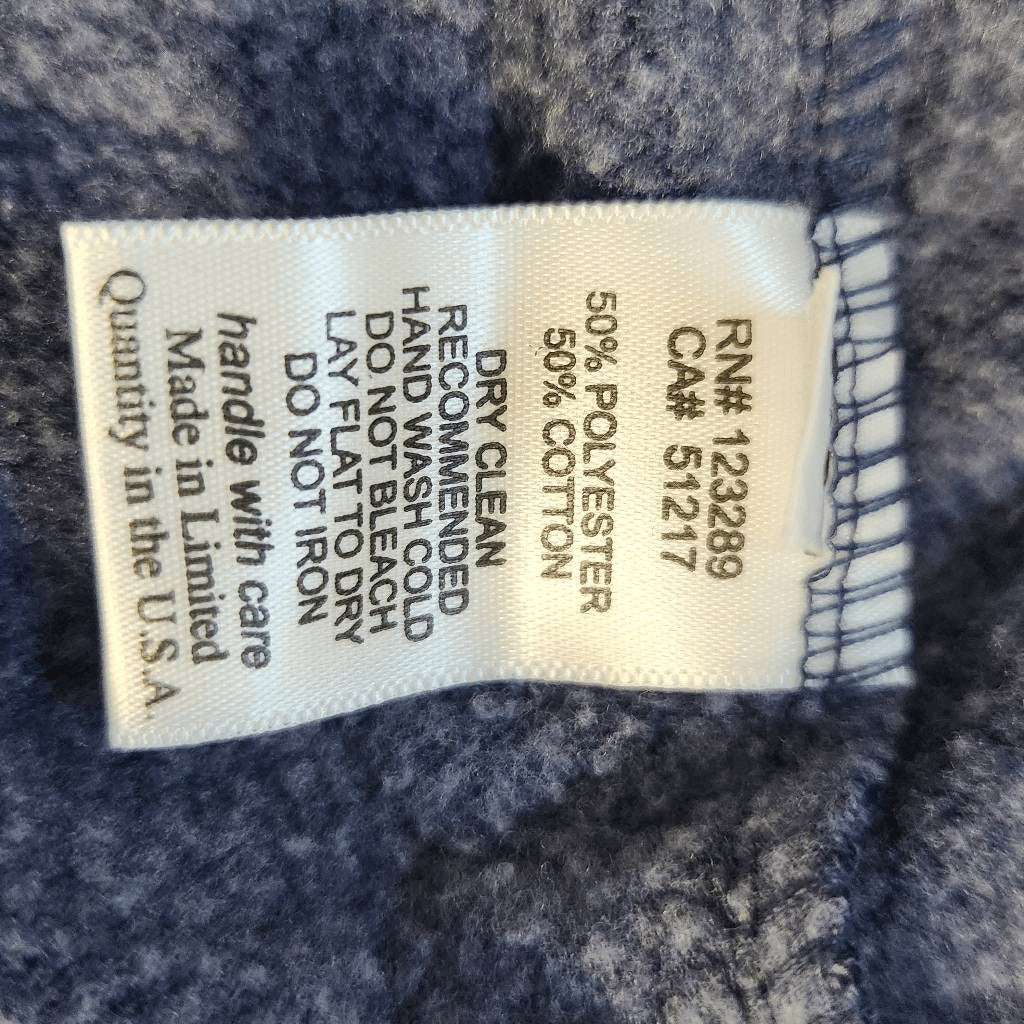 RN# 123289
CA# 51217
50% POLYESTER
50% COTTON
DRY CLEAN
RECOMMENDED
HAND WASH COLD
DO NOT BLEACH
LAY FLAT TO DRY
DO NOT IRON
handle with care
Made in Limited
Quantity in the U.S.A.